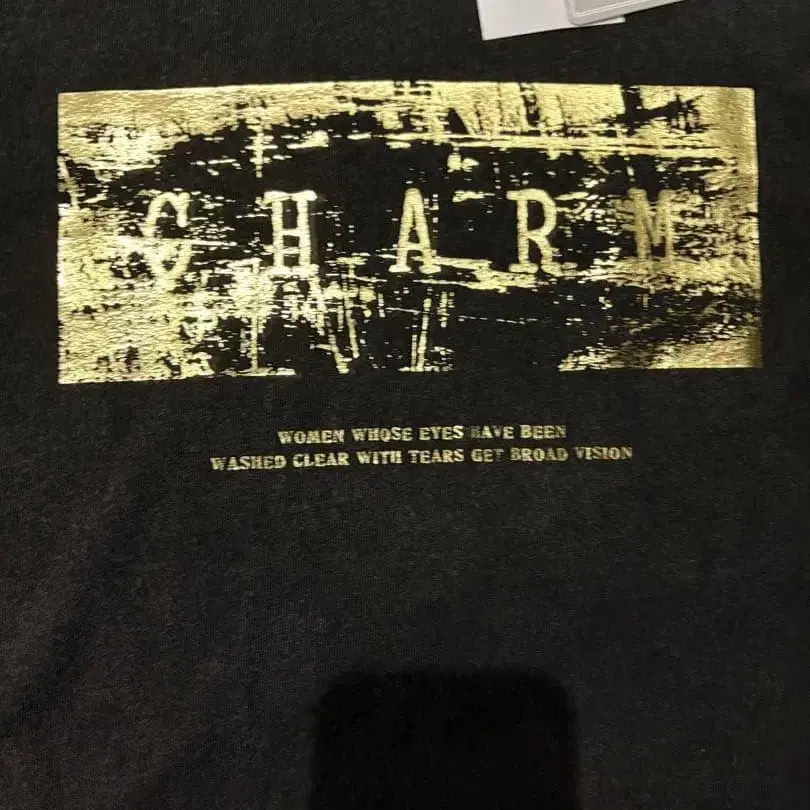 CHARM
WOMEN WHOSE EYES HAVE BEEN
WASHED CLEAR WITH TEARS GET BROAD VISION